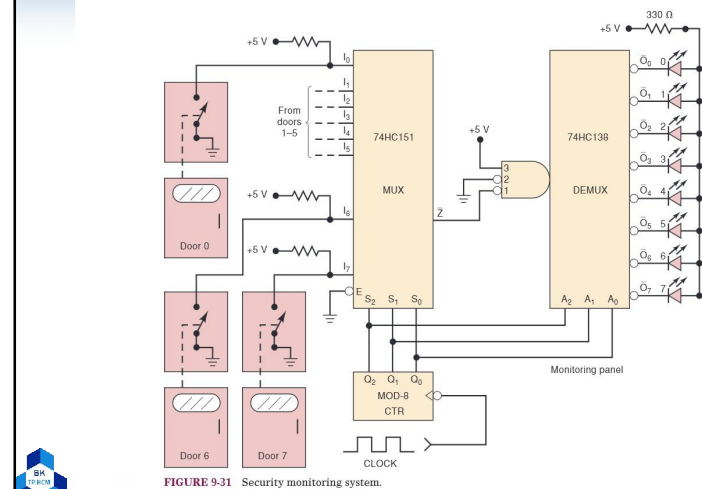 330 Ω
+5 V
+5 V
I₀
I₁
I₂
I₃
I₄
I₅
From
doors
1–5
74HC151
MUX
+5 V
3
2
1
74HC138
DEMUX
Ō₀ 0
Ō₁ 1
Ō₂ 2
Ō₃ 3
Ō₄ 4
Ō₅ 5
Ō₆ 6
Ō₇ 7
Door 0
+5 V
I₆
Z̄
+5 V
I₇
E
S₂ S₁ S₀
A₂ A₁ A₀
Monitoring panel
Q₂ Q₁ Q₀
MOD-8
CTR
Door 6
Door 7
CLOCK
BK
TP.HCM
FIGURE 9-31 Security monitoring system.